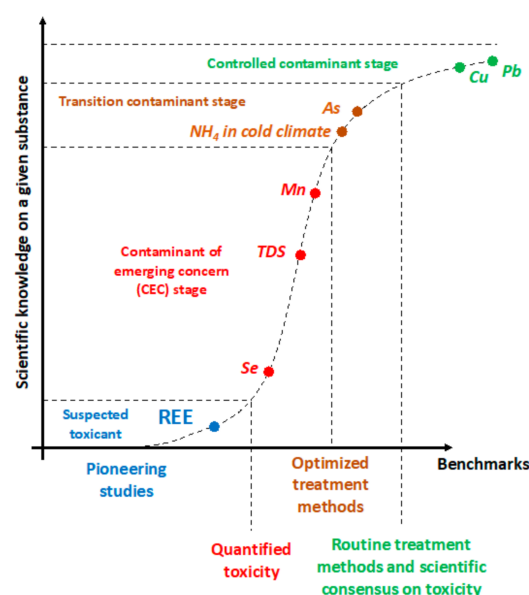 Controlled contaminant stage
Cu
Pb
Transition contaminant stage
As
NH4 in cold climate
Mn
Contaminant of
emerging concern
(CEC) stage
TDS
Se
Suspected
toxicant
REE
Scientific knowledge on a given substance
Benchmarks
Pioneering
studies
Optimized
treatment
methods
Quantified
toxicity
Routine treatment
methods and scientific
consensus on toxicity